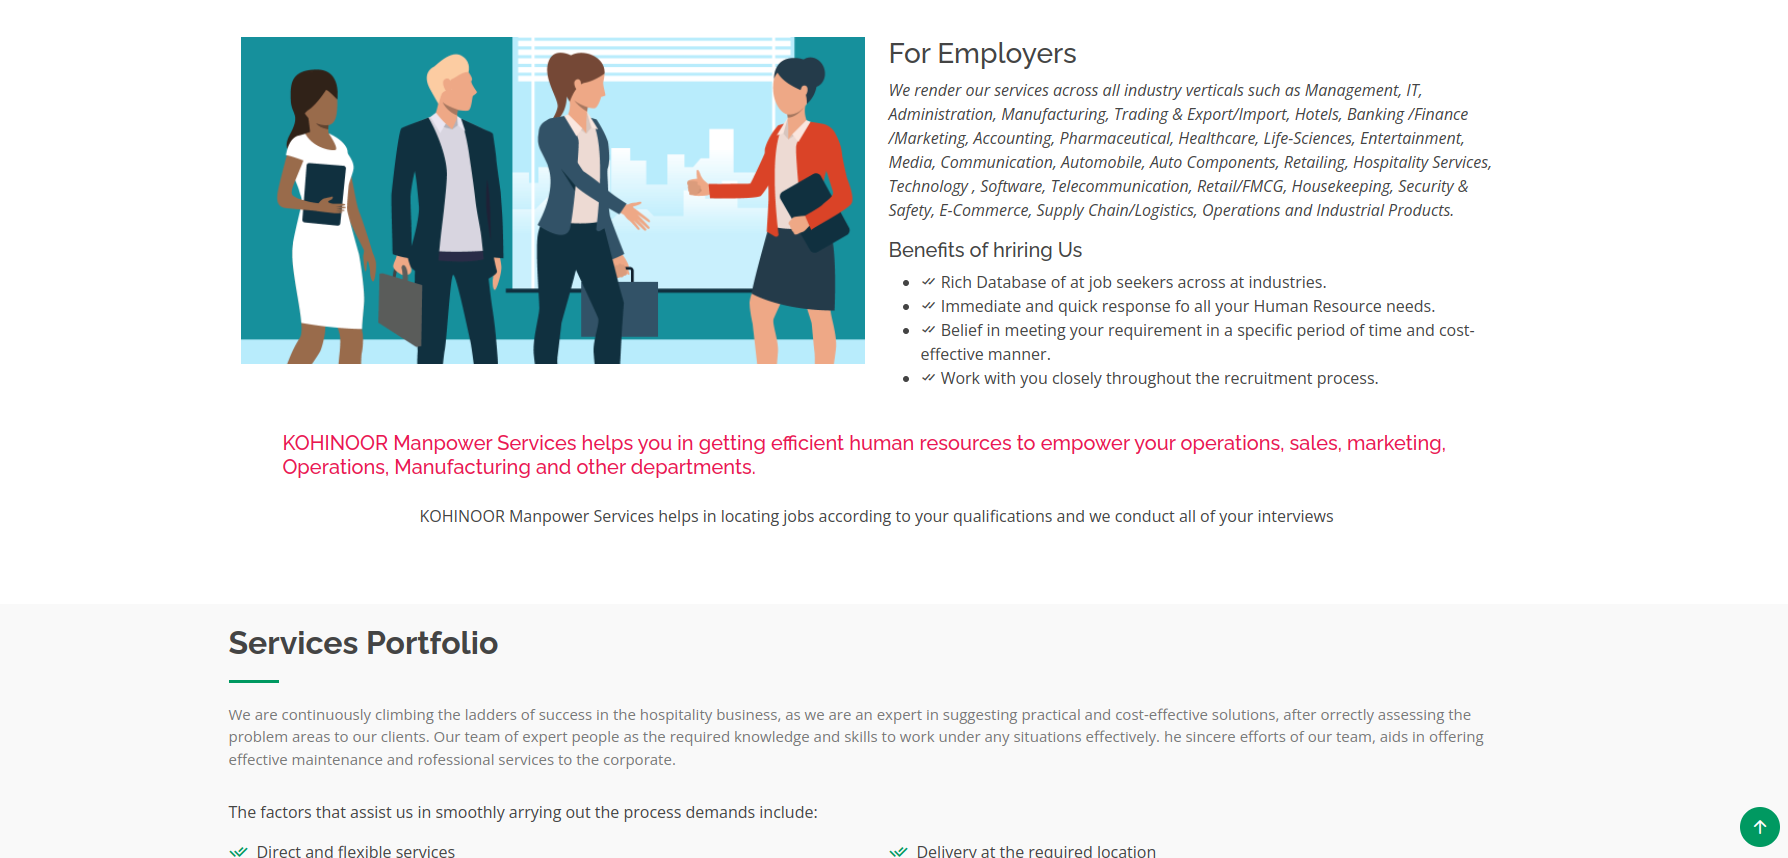 For Employers
We render our services across all industry verticals such as Management, IT,
Administration, Manufacturing, Trading & Export/Import, Hotels, Banking /Finance
/Marketing, Accounting, Pharmaceutical, Healthcare, Life-Sciences, Entertainment,
Media, Communication, Automobile, Auto Components, Retailing, Hospitality Services,
Technology , Software, Telecommunication, Retail/FMCG, Housekeeping, Security &
Safety, E-Commerce, Supply Chain/Logistics, Operations and Industrial Products.
Benefits of hriring Us
Rich Database of at job seekers across at industries.
Immediate and quick response fo all your Human Resource needs.
Belief in meeting your requirement in a specific period of time and cost-
effective manner.
Work with you closely throughout the recruitment process.
KOHINOOR Manpower Services helps you in getting efficient human resources to empower your operations, sales, marketing,
Operations, Manufacturing and other departments.
KOHINOOR Manpower Services helps in locating jobs according to your qualifications and we conduct all of your interviews
Services Portfolio
We are continuously climbing the ladders of success in the hospitality business, as we are an expert in suggesting practical and cost-effective solutions, after orrectly assessing the
problem areas to our clients. Our team of expert people as the required knowledge and skills to work under any situations effectively. he sincere efforts of our team, aids in offering
effective maintenance and rofessional services to the corporate.
The factors that assist us in smoothly arrying out the process demands include:
Direct and flexible services
Delivery at the required location